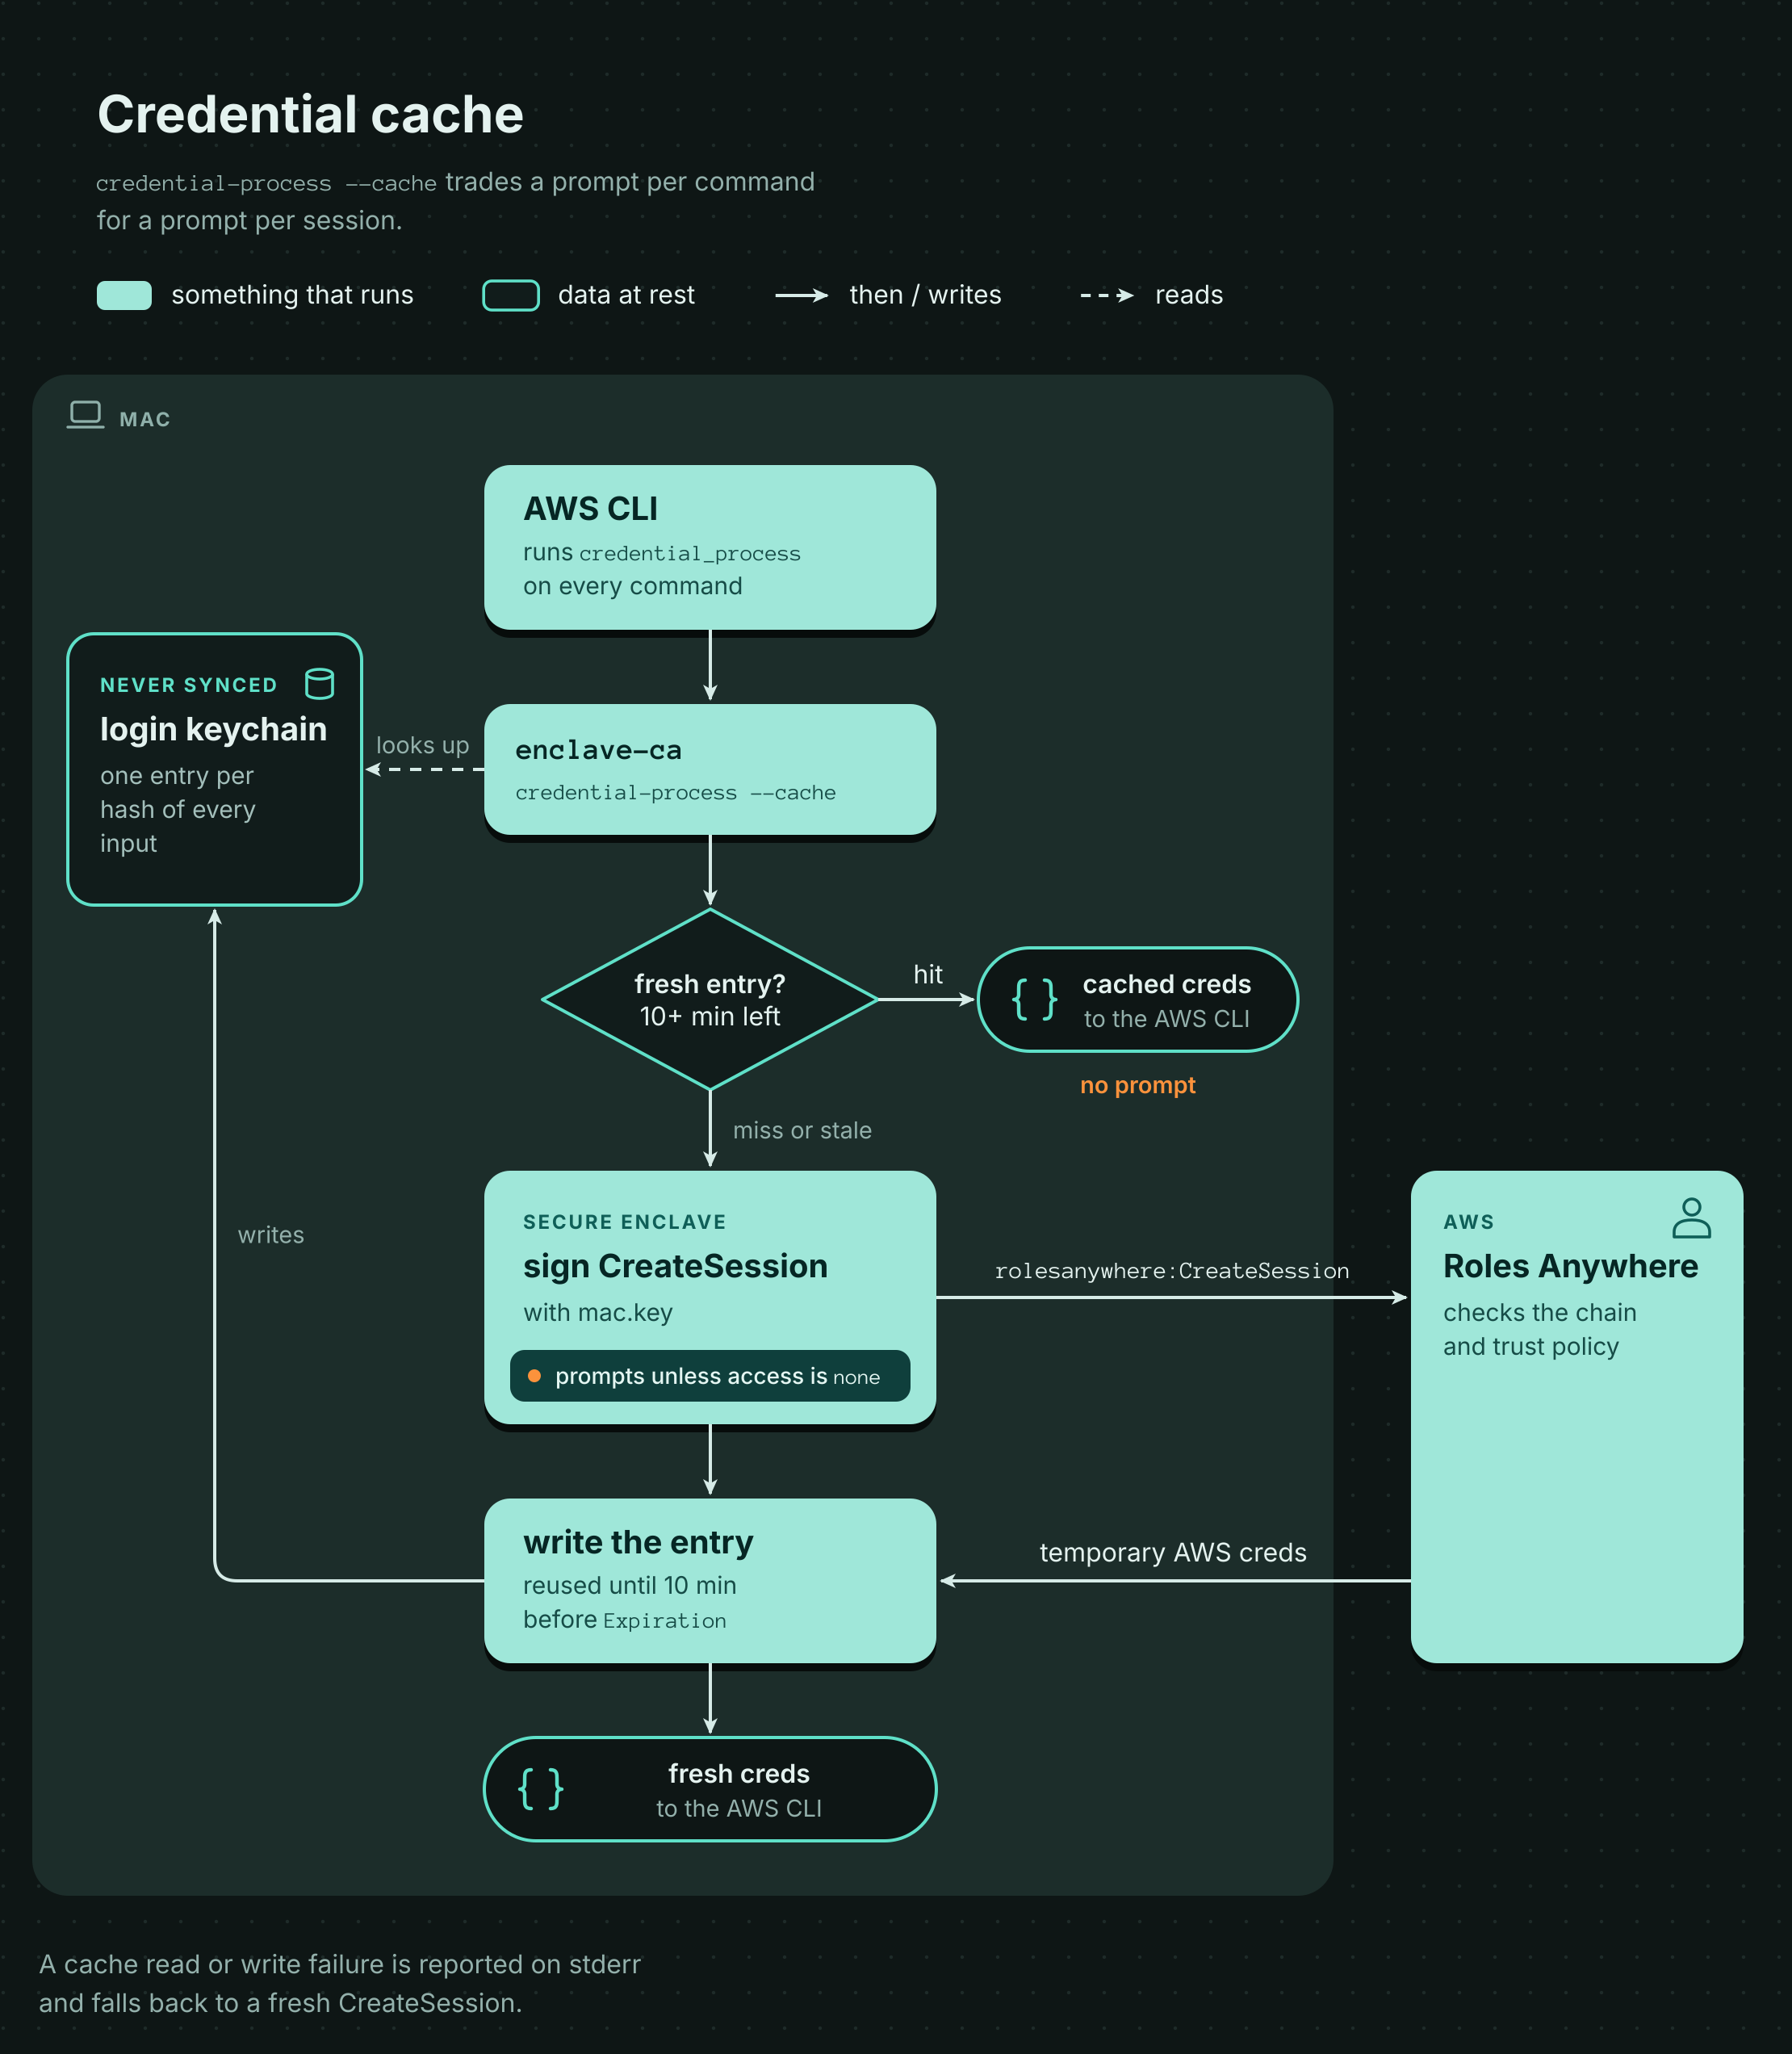 Credential cache
credential-process --cache trades a prompt per command
for a prompt per session.
something that runs
data at rest
then / writes
reads
MAC
AWS CLI
runs credential_process
on every command
NEVER SYNCED
login keychain
one entry per
hash of every
input
looks up
enclave-ca
credential-process --cache
fresh entry?
10+ min left
hit
{ }
cached creds
to the AWS CLI
no prompt
miss or stale
writes
SECURE ENCLAVE
sign CreateSession
with mac.key
prompts unless access is none
rolesanywhere:CreateSession
AWS
Roles Anywhere
checks the chain
and trust policy
write the entry
reused until 10 min
before Expiration
temporary AWS creds
{ }
fresh creds
to the AWS CLI
A cache read or write failure is reported on stderr
and falls back to a fresh CreateSession.